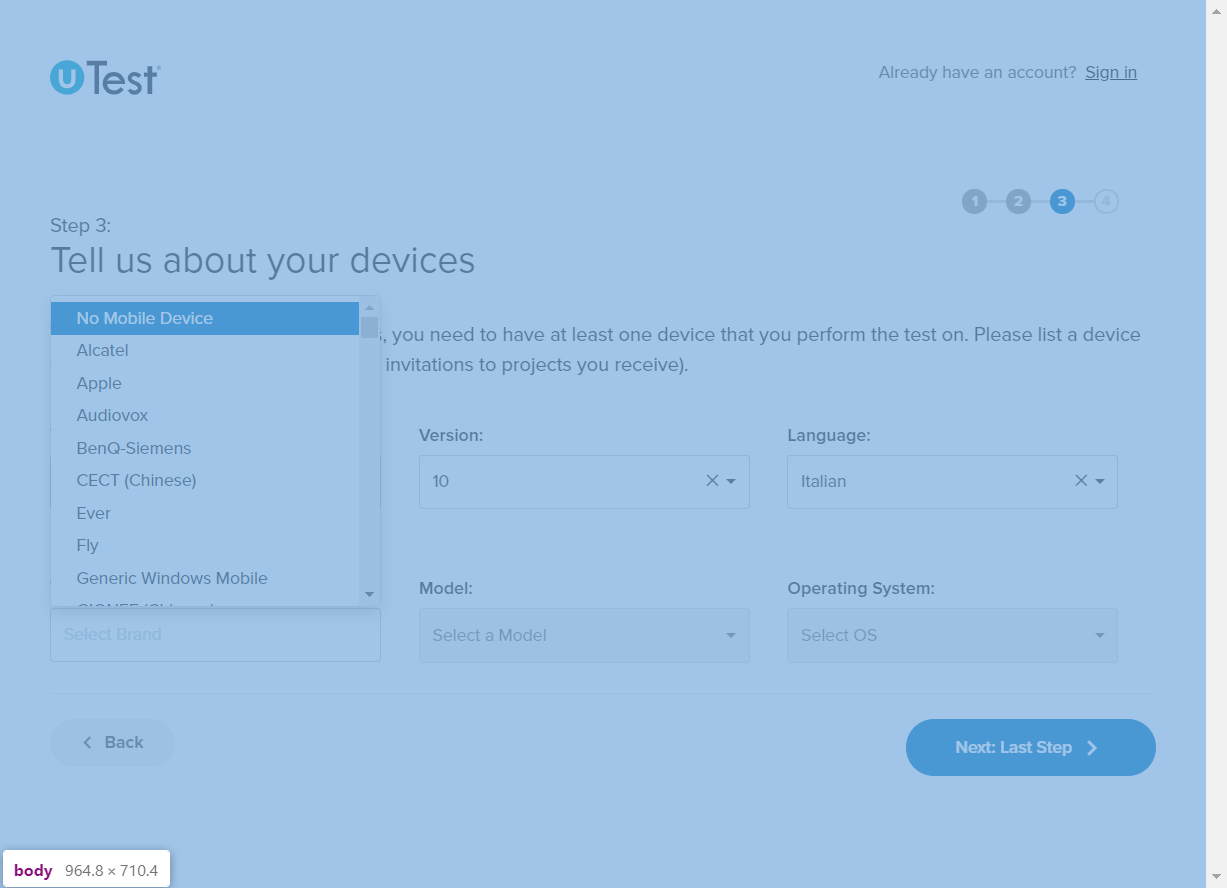 uTest
Already have an account? Sign in
1 2 3 4
Step 3:
Tell us about your devices
, you need to have at least one device that you perform the test on. Please list a device
invitations to projects you receive).
No Mobile Device
Alcatel
Apple
Audiovox
BenQ-Siemens
CECT (Chinese)
Ever
Fly
Generic Windows Mobile
Version:
10
Language:
Italian
Select Brand
Model:
Select a Model
Operating System:
Select OS
Back
Next: Last Step
body 964.8 × 710.4